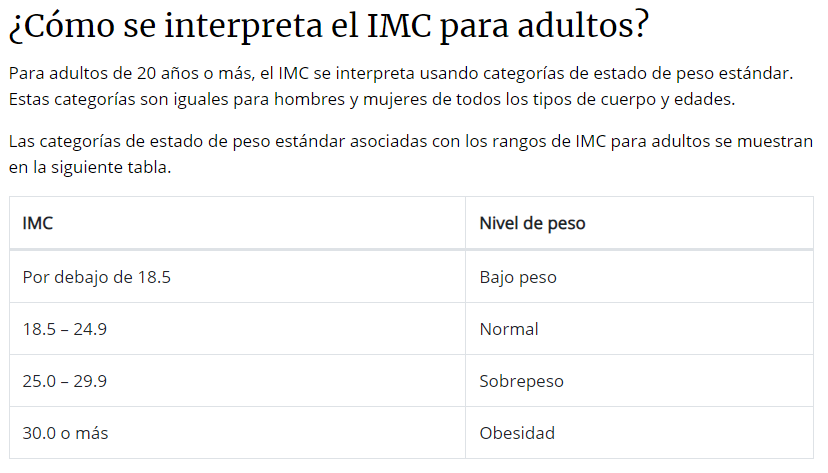 ¿Cómo se interpreta el IMC para adultos?
Para adultos de 20 años o más, el IMC se interpreta usando categorías de estado de peso estándar.
Estas categorías son iguales para hombres y mujeres de todos los tipos de cuerpo y edades.
Las categorías de estado de peso estándar asociadas con los rangos de IMC para adultos se muestran
en la siguiente tabla.
IMC Nivel de peso
Por debajo de 18.5 Bajo peso
18.5 – 24.9 Normal
25.0 – 29.9 Sobrepeso
30.0 o más Obesidad